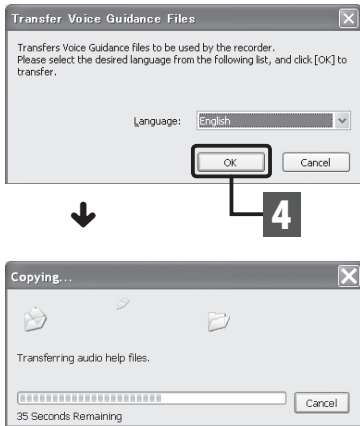 Transfer Voice Guidance Files
Transfers Voice Guidance files to be used by the recorder.
Please select the desired language from the following list, and click [OK] to
transfer.
Language: English
OK Cancel
4
Copying...
Transferring audio help files.
Cancel
35 Seconds Remaining